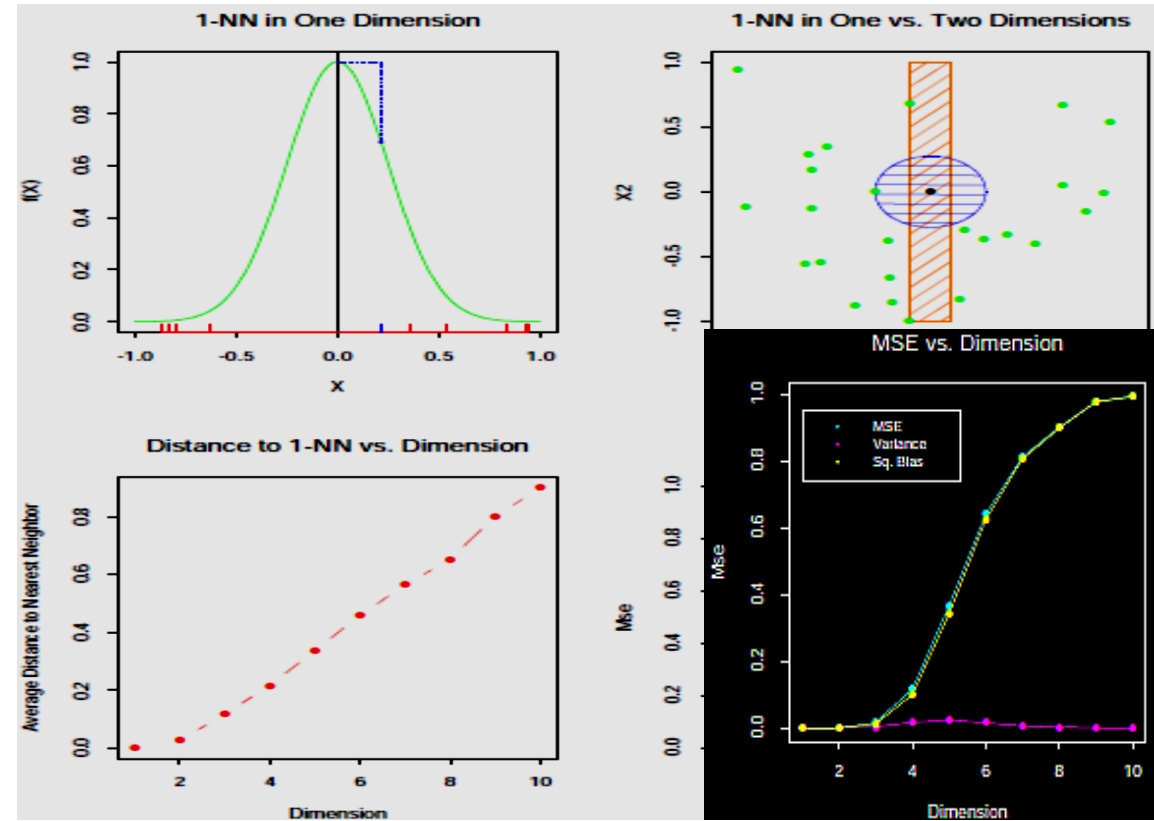 1-NN in One Dimension
f(X)
0.0 0.2 0.4 0.6 0.8 1.0
-1.0 -0.5 0.0 0.5 1.0
X
1-NN in One vs. Two Dimensions
X2
-1.0 -0.5 0.0 0.5 1.0
Distance to 1-NN vs. Dimension
Average Distance to Nearest Neighbor
0.0 0.2 0.4 0.6 0.8
2 4 6 8 10
Dimension
Mse
0.0 0.2 0.4 0.6 0.8 1.0
MSE vs. Dimension
Mse
0.0 0.2 0.4 0.6 0.8 1.0
MSE
Variance
Sq. Bias
2 4 6 8 10
Dimension